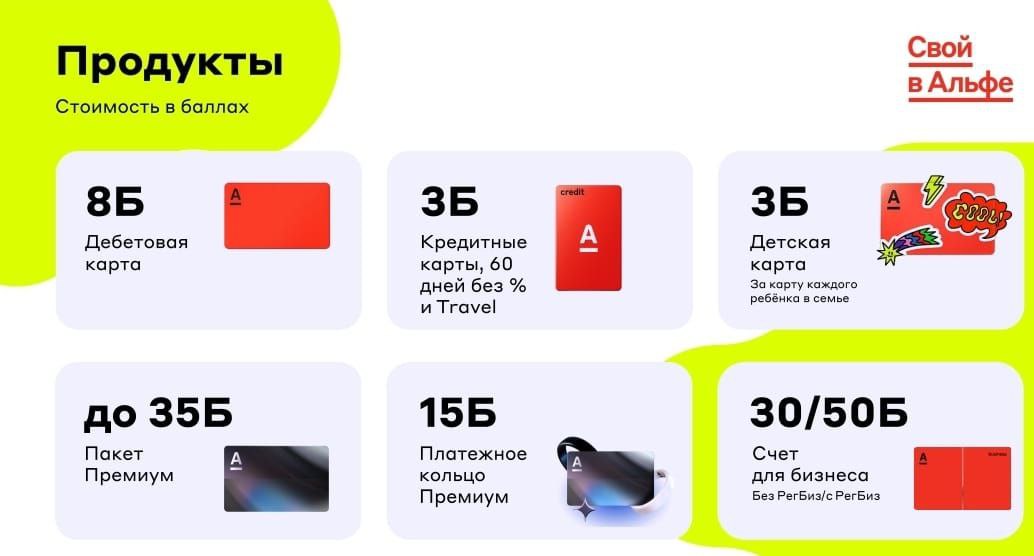 Продукты
Стоимость в баллах
Свой
в Альфе
8Б
Дебетовая
карта
А
3Б
Кредитные
карты, 60
дней без %
и Travel
credit
А
3Б
Детская
карта
За карту каждого
ребёнка в семье
А
COOL!
до 35Б
Пакет
Премиум
А
15Б
Платежное
кольцо
Премиум
А
30/50Б
Счет
для бизнеса
Без РегБиз/с РегБиз
А